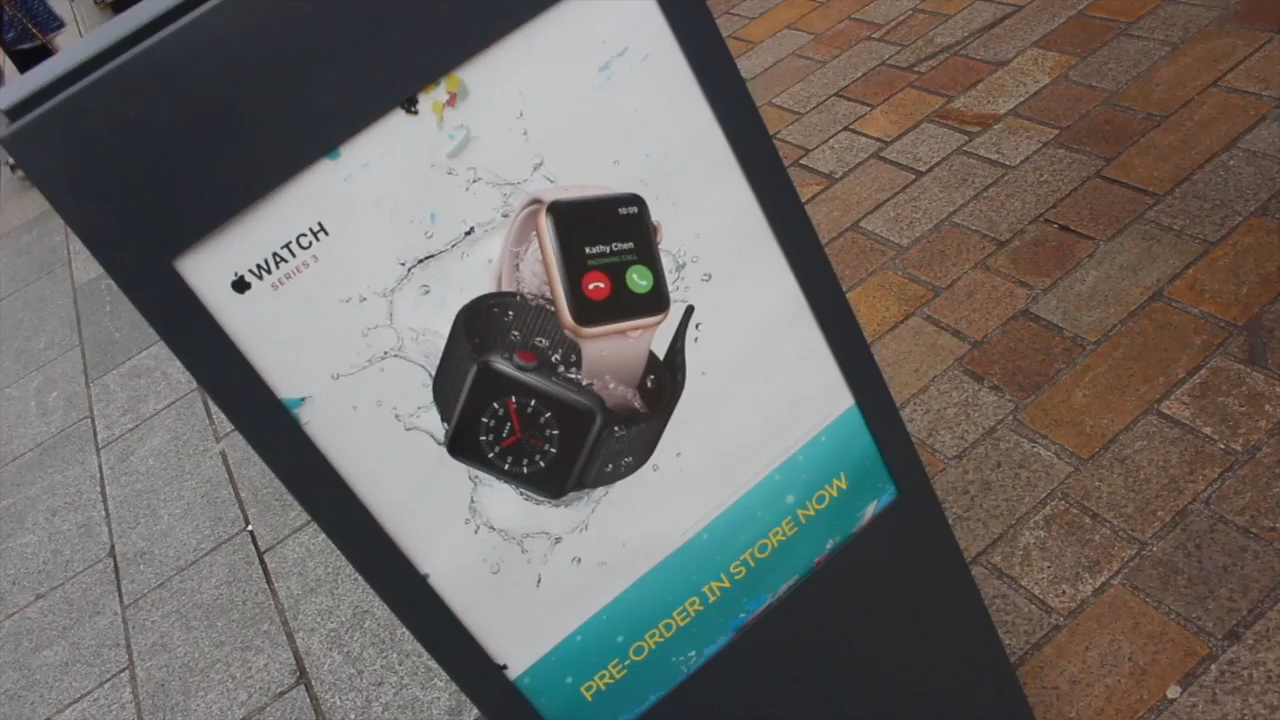 WATCH
SERIES 3
10:09
Kathy Chen
INCOMING CALL
PRE-ORDER IN STORE NOW